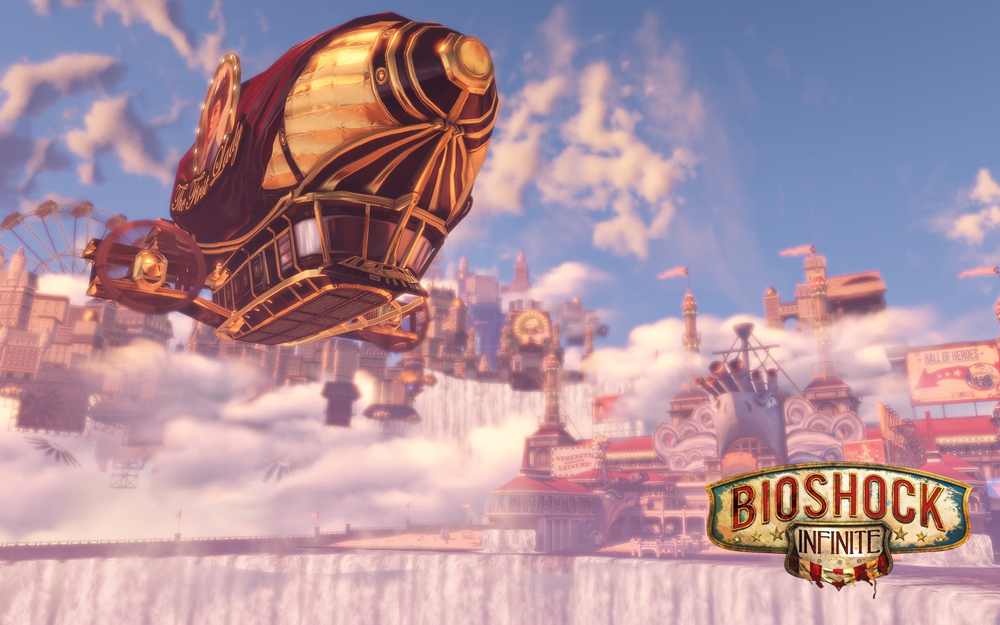 The First Lady
HALL OF HEROES
STRENGTH
THROUGH
LEISURE!
BIOSHOCK
INFINITE